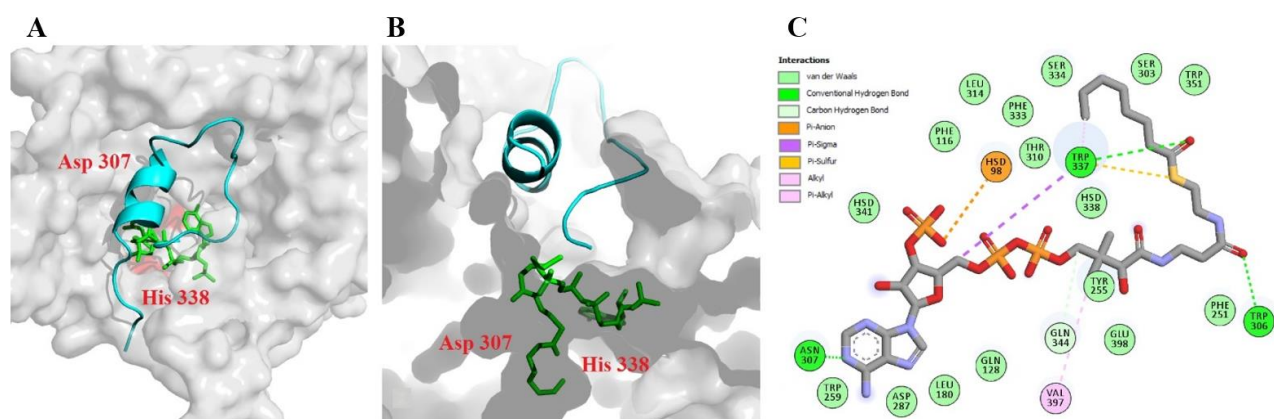 A
Asp 307
His 338
B
Asp 307
His 338
C
Interactions
van der Waals
Conventional Hydrogen Bond
Carbon Hydrogen Bond
Pi-Anion
Pi-Sigma
Pi-Sulfur
Alkyl
Pi-Alkyl
SER
334
SER
303
TRP
351
LEU
314
PHE
333
PHE
116
THR
310
HSD
98
TRP
337
HSD
341
HSD
338
TYR
255
PHE
251
TRP
306
GLN
344
GLU
398
ASN
307
GLN
128
TRP
259
ASP
287
LEU
180
VAL
397